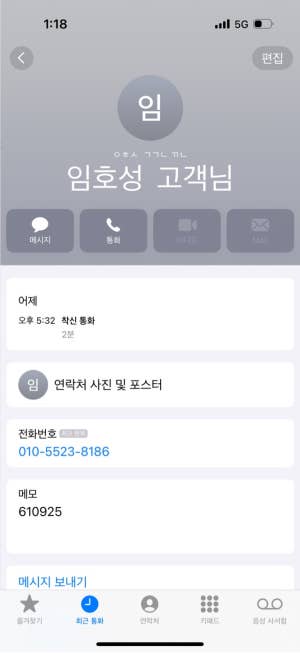 1:18
5G
편집
임
임호성 고객님
메시지
통화
Mail
어제
오후 5:32 착신 통화
2분
임
연락처 사진 및 포스터
전화번호
010-5523-8186
메모
610925
메시지 보내기
즐겨찾기
최근 통화
연락처
키패드
음성 사서함